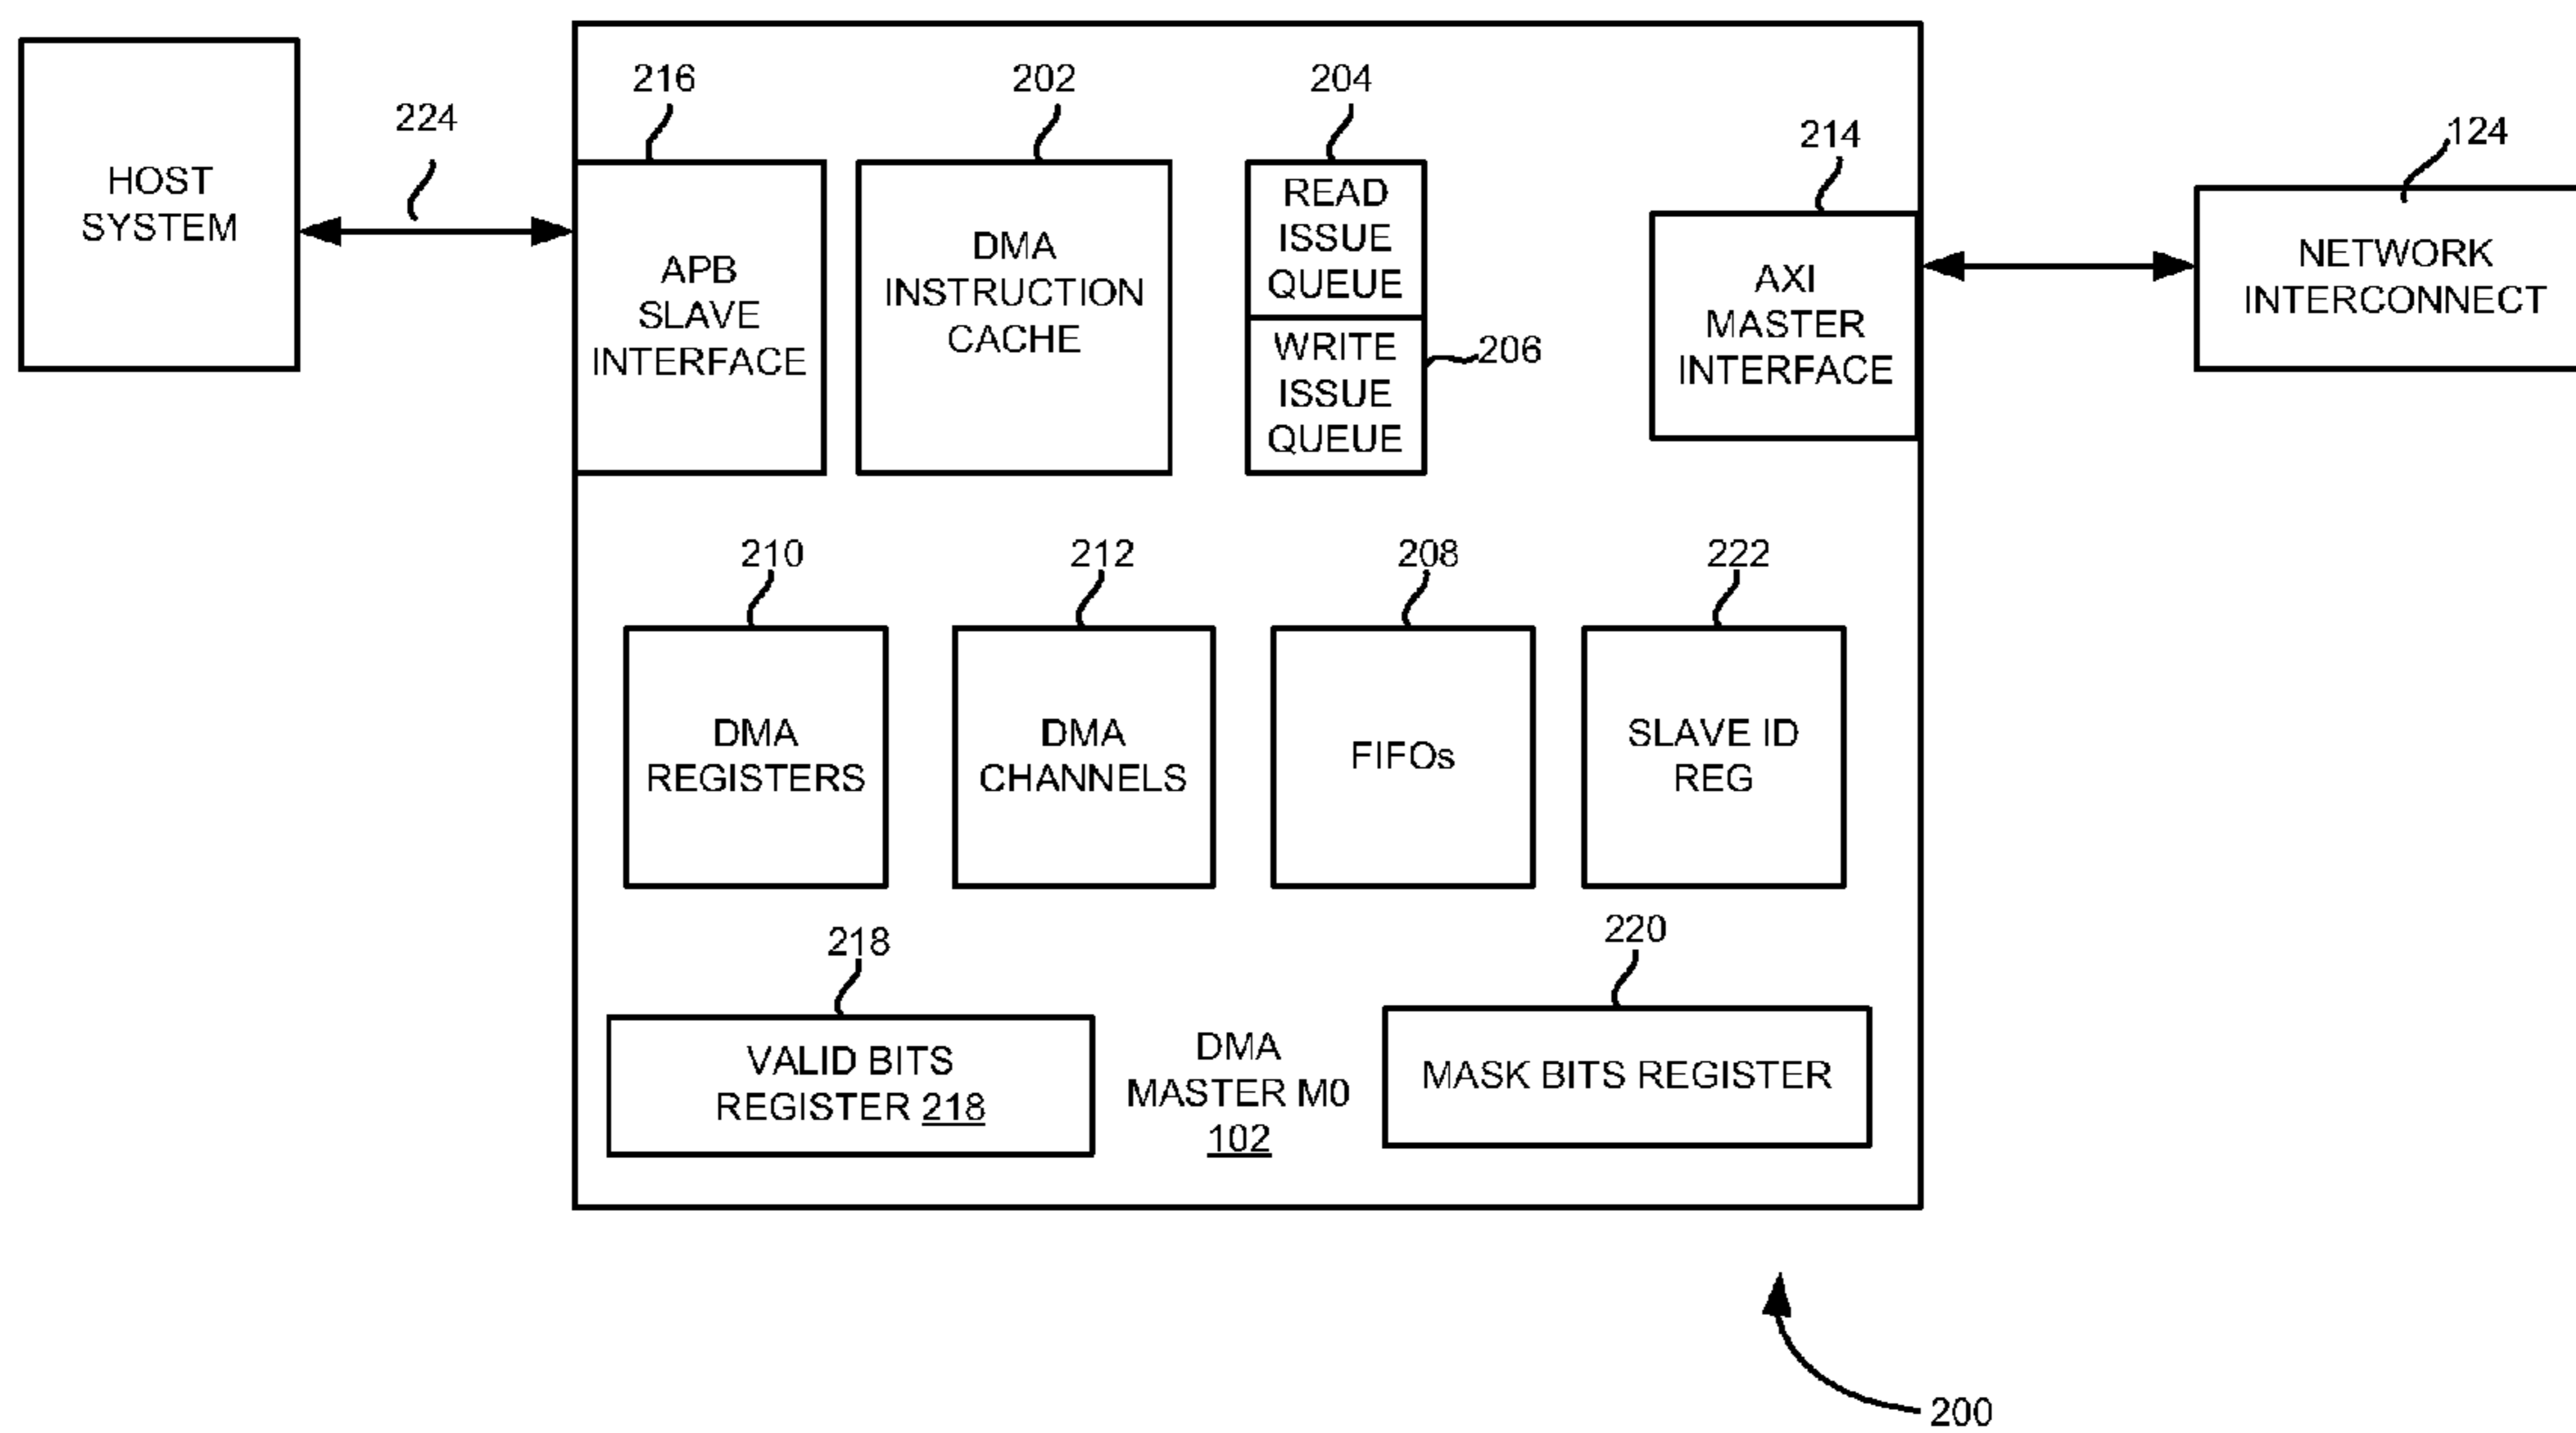 216
202
204
214
124
224
HOST
SYSTEM
APB
SLAVE
INTERFACE
DMA
INSTRUCTION
CACHE
READ
ISSUE
QUEUE
WRITE
ISSUE
QUEUE
206
AXI
MASTER
INTERFACE
NETWORK
INTERCONNECT
210
212
208
222
DMA
REGISTERS
DMA
CHANNELS
FIFOs
SLAVE ID
REG
218
220
VALID BITS
REGISTER 218
DMA
MASTER M0
102
MASK BITS REGISTER
200